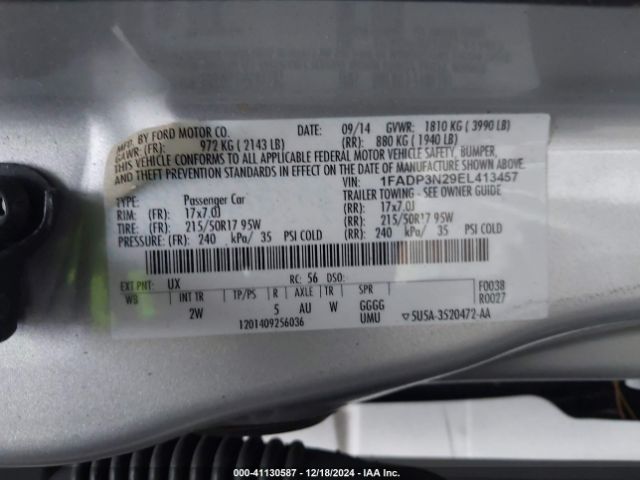 MFD. BY FORD MOTOR CO. DATE: 09/14 GVWR: 1810 KG ( 3990 LB)
GAWR: (FR): 972 KG ( 2143 LB) (RR): 880 KG ( 1940 LB)
THIS VEHICLE CONFORMS TO ALL APPLICABLE FEDERAL MOTOR VEHICLE SAFETY, BUMPER,
AND THEFT PREVENTION STANDARDS IN EFFECT ON THE DATE OF MANUFACTURE SHOWN ABOVE.
VIN: 1FADP3N29EL413457
TYPE: Passenger Car TRAILER TOWING - SEE OWNER GUIDE
RIM: (FR): 17x7.0J (RR): 17x7.0J
TIRE: (FR): 215/50R17 95W (RR): 215/50R17 95W
PRESSURE: (FR): 240 kPa/ 35 PSI COLD (RR): 240 kPa/ 35 PSI COLD
EXT PNT: UX RC: 56 DSO: F0038
WB INT TR TP/PS R AXLE TR SPR R0027
2W 5 AU W GGGG
1201409256036 UMU ▽5U5A-3520472-AA
000-41130587 - 12/18/2024 - IAA Inc.